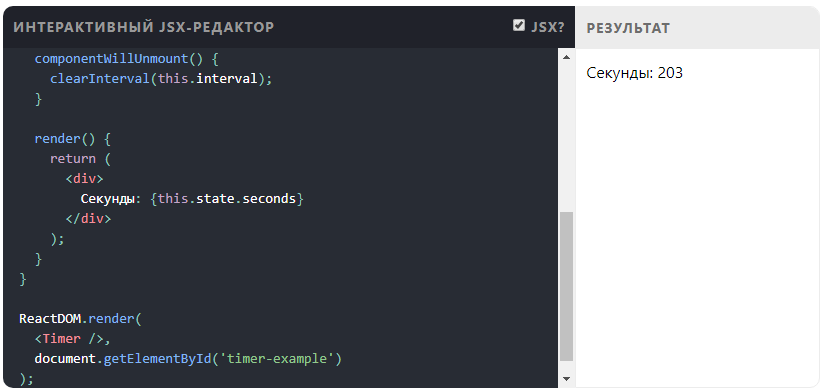 ИНТЕРАКТИВНЫЙ JSX-РЕДАКТОР
JSX?
componentWillUnmount() {
clearInterval(this.interval);
}
render() {
return (
<div>
Секунды: {this.state.seconds}
</div>
);
}
}
ReactDOM.render(
<Timer />,
document.getElementById('timer-example')
);
РЕЗУЛЬТАТ
Секунды: 203